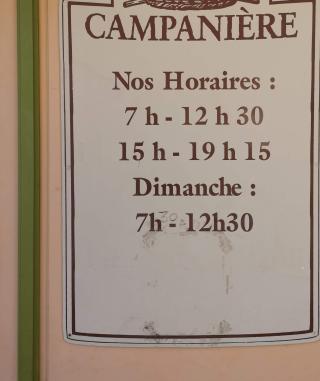 CAMPANIÈRE
Nos Horaires :
7 h - 12 h 30
15 h - 19 h 15
Dimanche :
7h - 12h30